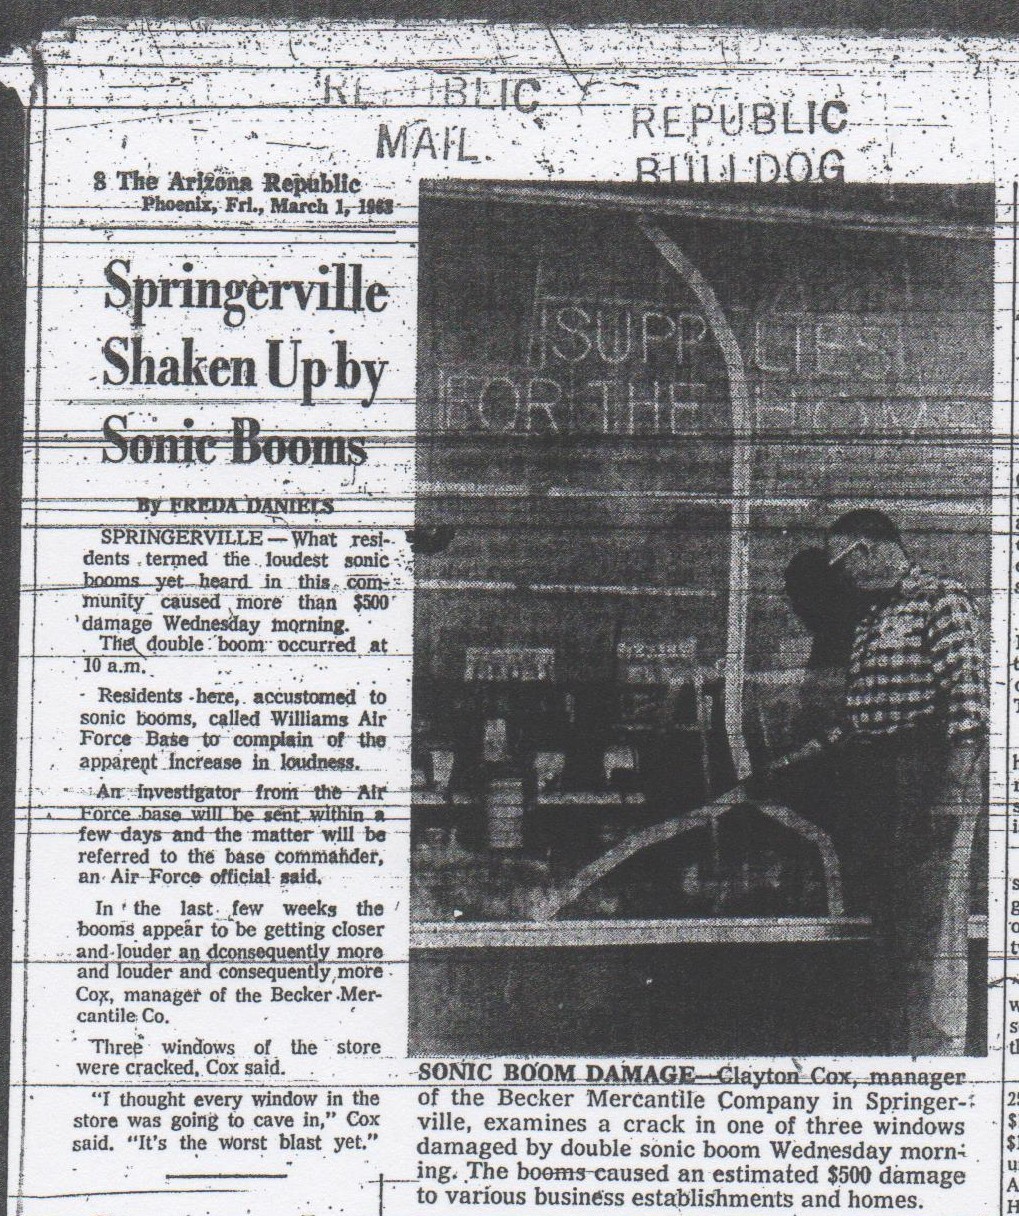 REPUBLIC
MAIL.
REPUBLIC
BULLDOG
8 The Arizona Republic
Phoenix, Fri., March 1, 1963
Springerville
Shaken Up by
Sonic Booms
By FREDA DANIELS
SPRINGERVILLE — What resi-
dents termed the loudest sonic
booms yet heard in this com-
munity caused more than $500
damage Wednesday morning.
The double boom occurred at
10 a.m.
Residents here, accustomed to
sonic booms, called Williams Air
Force Base to complain of the
apparent increase in loudness.
An investigator from the Air
Force base will be sent within a
few days and the matter will be
referred to the base commander,
an Air Force official said.
In the last few weeks the
booms appear to be getting closer
and louder an dconsequently more
and louder and consequently more
Cox, manager of the Becker Mer-
cantile Co.
Three windows of the store
were cracked, Cox said.
"I thought every window in the
store was going to cave in," Cox
said. "It's the worst blast yet."
SUPPLIES
FOR THE HOME
SONIC BOOM DAMAGE—Clayton Cox, manager
of the Becker Mercantile Company in Springer-
ville, examines a crack in one of three windows
damaged by double sonic boom Wednesday morn-
ing. The booms caused an estimated $500 damage
to various business establishments and homes.